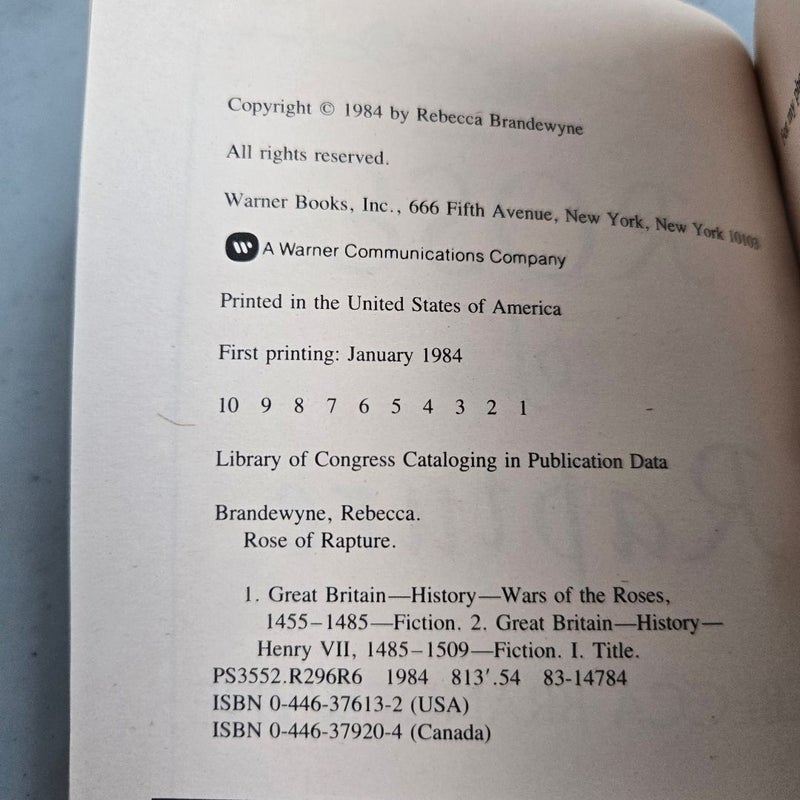 Copyright © 1984 by Rebecca Brandewyne
All rights reserved.
Warner Books, Inc., 666 Fifth Avenue, New York, New York 10103
A Warner Communications Company
Printed in the United States of America
First printing: January 1984
10 9 8 7 6 5 4 3 2 1
Library of Congress Cataloging in Publication Data
Brandewyne, Rebecca.
Rose of Rapture.
1. Great Britain—History—Wars of the Roses,
1455–1485—Fiction. 2. Great Britain—History—
Henry VII, 1485–1509—Fiction. I. Title.
PS3552.R296R6 1984 813′.54 83-14784
ISBN 0-446-37613-2 (USA)
ISBN 0-446-37920-4 (Canada)